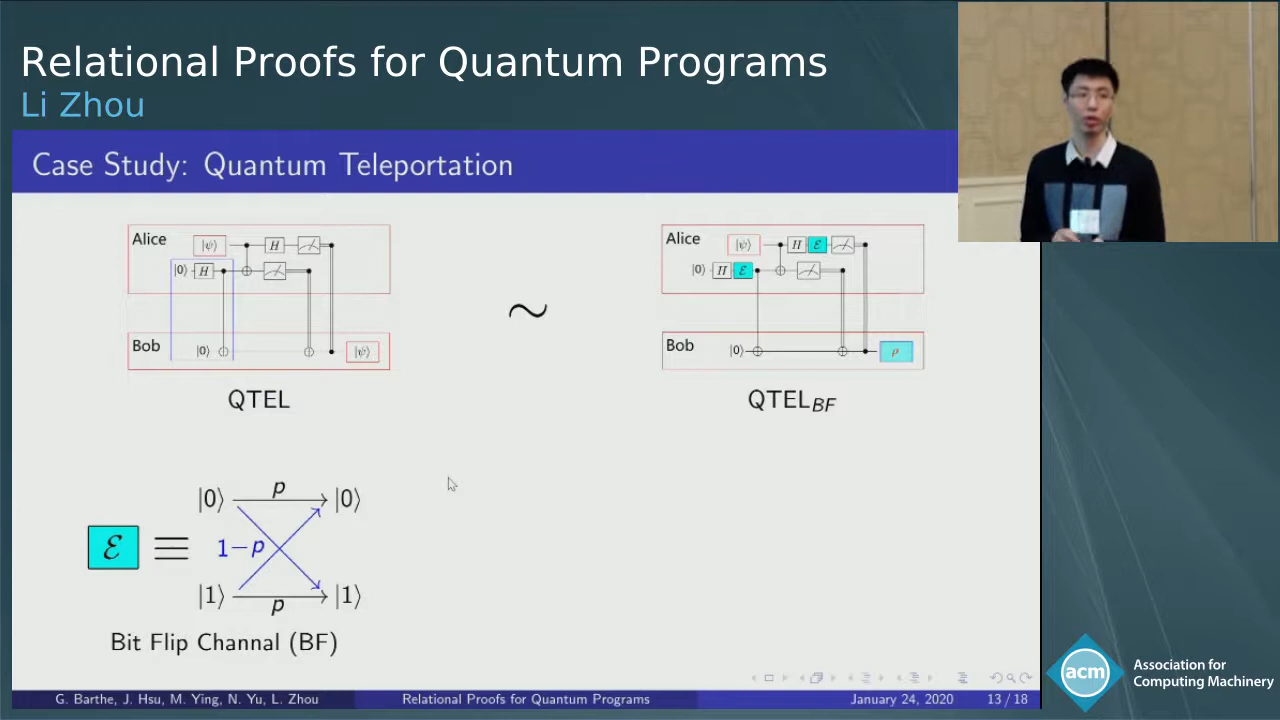 Relational Proofs for Quantum Programs
Li Zhou
Case Study: Quantum Teleportation
Alice
|ψ⟩
H
|0⟩ H
Bob
|0⟩
|ψ⟩
QTEL
∼
Alice
|ψ⟩
H ℰ
|0⟩ H ℰ
Bob
|0⟩
ρ
QTEL_BF
|0⟩ p |0⟩
ℰ ≡ 1−p
|1⟩ p |1⟩
Bit Flip Channel (BF)
G. Barthe, J. Hsu, M. Ying, N. Yu, L. Zhou
Relational Proofs for Quantum Programs
January 24, 2020
13 / 18
acm
Association for
Computing Machinery